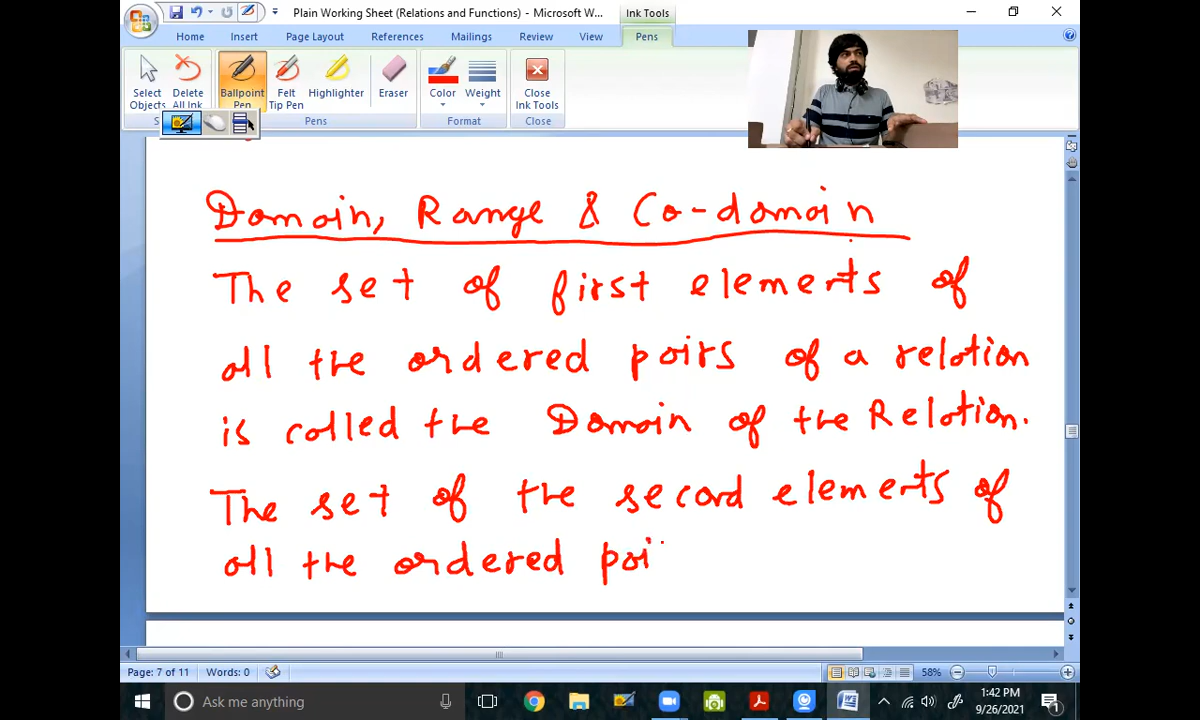 Plain Working Sheet (Relations and Functions) - Microsoft W...
Ink Tools
Home Insert Page Layout References Mailings Review View Pens
Select Objects
Delete All Ink
Ballpoint Pen
Felt Tip Pen
Highlighter
Eraser
Color
Weight
Close Ink Tools
Pens
Format
Close
Domain, Range & Co-domain
The set of first elements of
all the ordered pairs of a relation
is called the Domain of the Relation.
The set of the second elements of
all the ordered pai
Page: 7 of 11 Words: 0 58%
Ask me anything
1:42 PM
9/26/2021